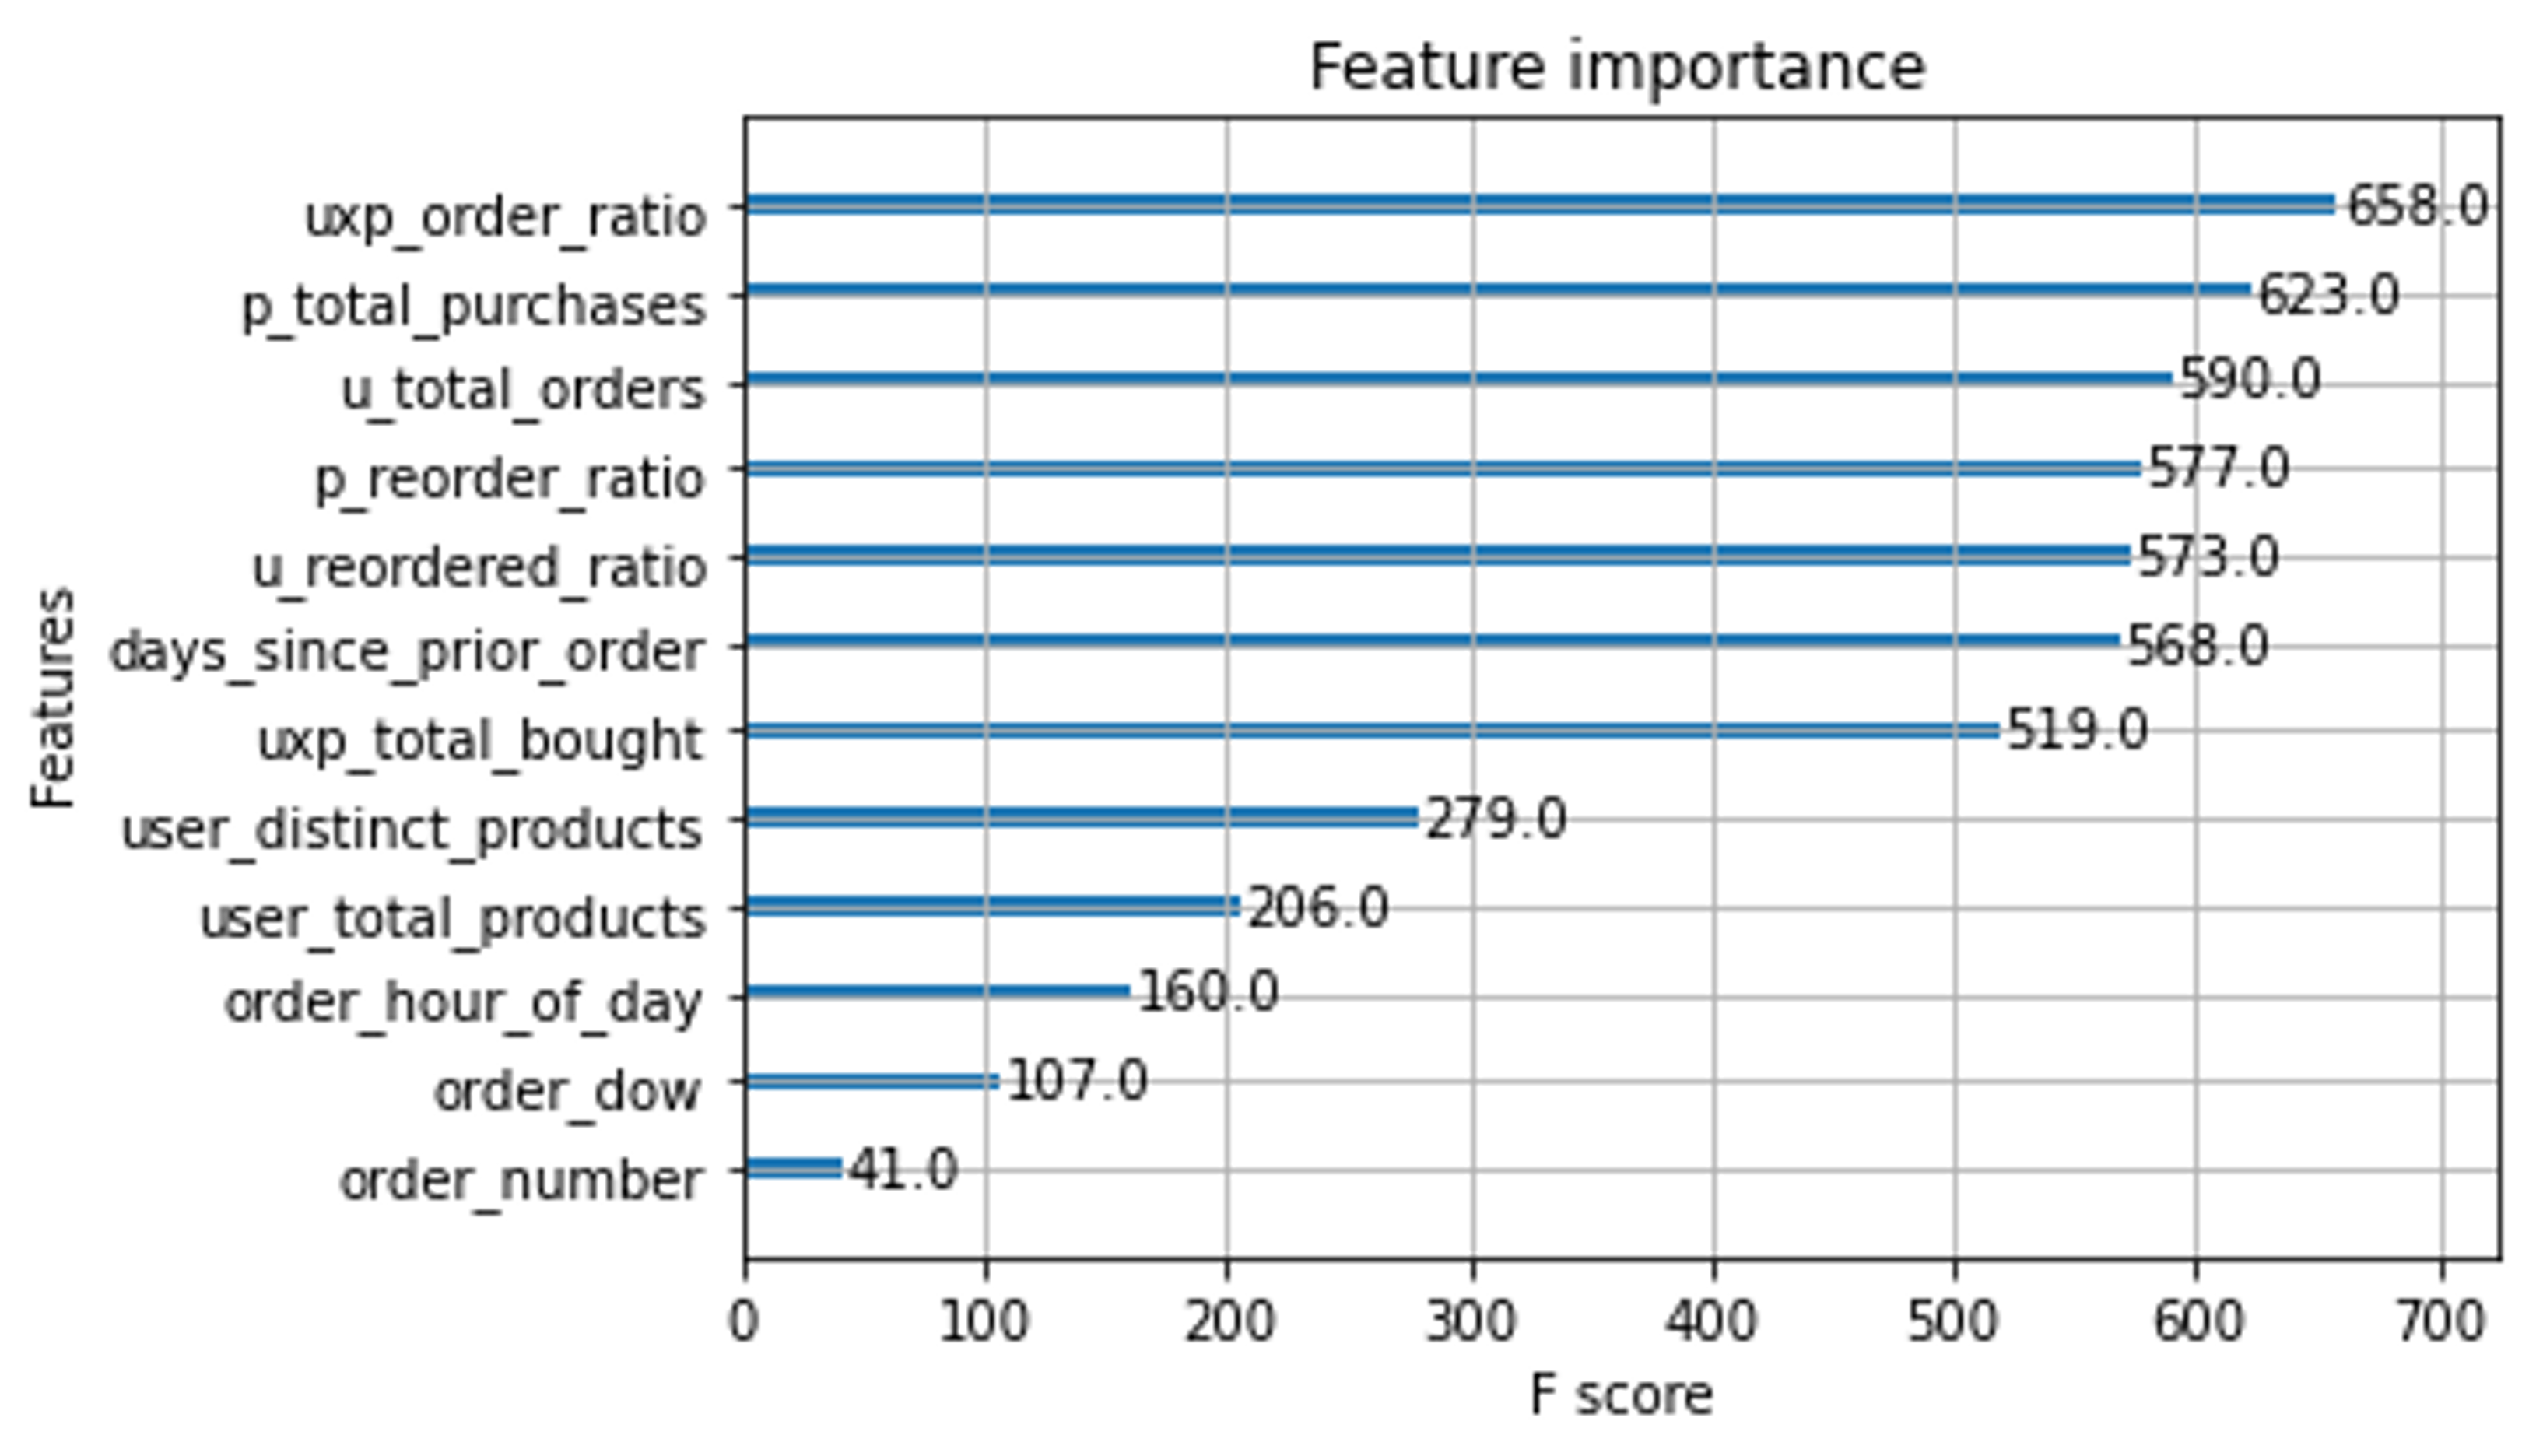 Feature importance
uxp_order_ratio 658.0
p_total_purchases 623.0
u_total_orders 590.0
p_reorder_ratio 577.0
u_reordered_ratio 573.0
days_since_prior_order 568.0
uxp_total_bought 519.0
user_distinct_products 279.0
user_total_products 206.0
order_hour_of_day 160.0
order_dow 107.0
order_number 41.0
Features
0 100 200 300 400 500 600 700
F score